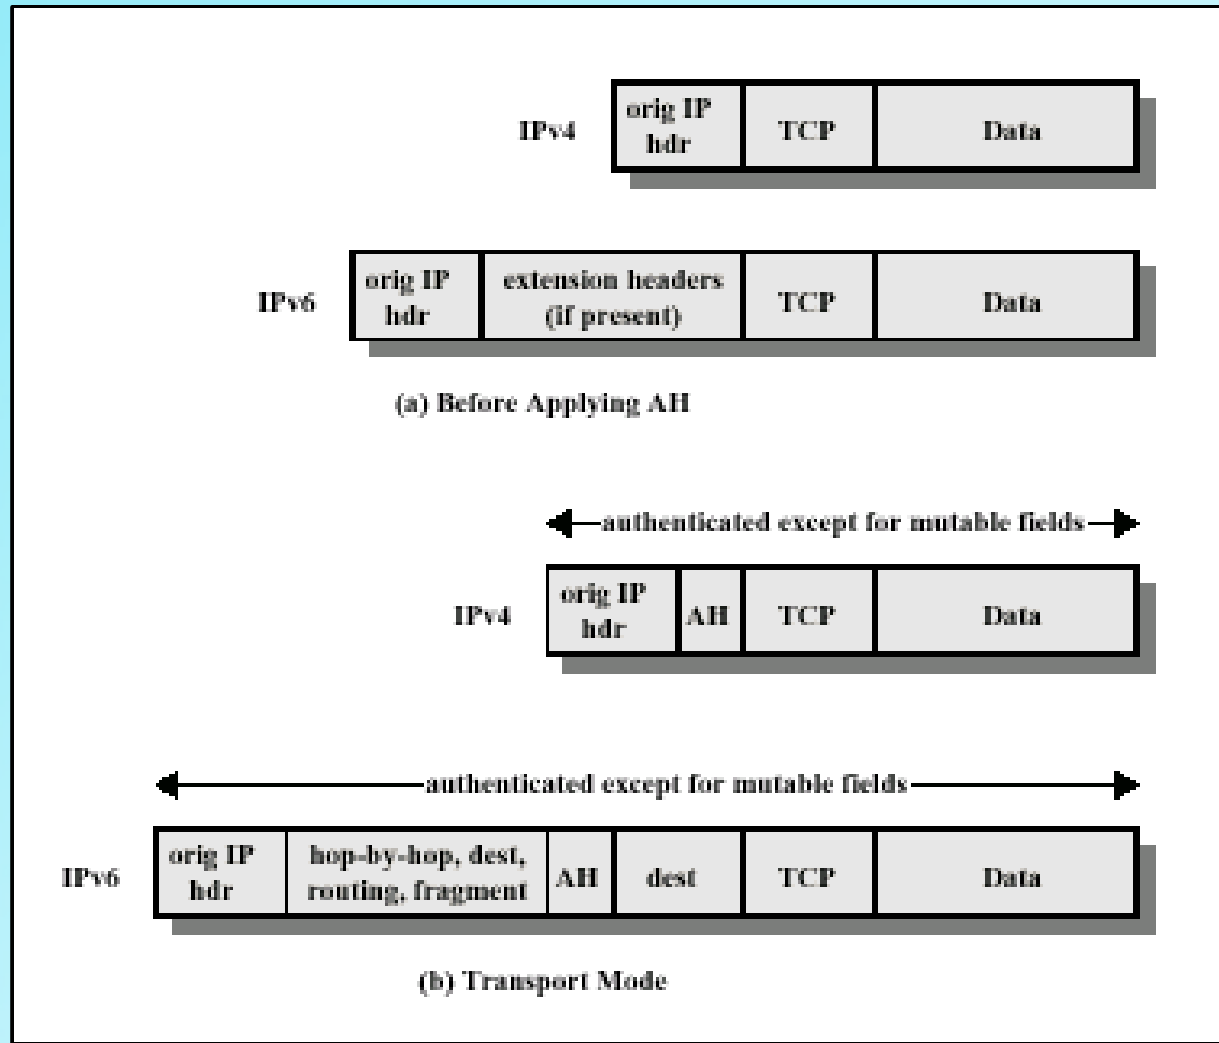 IPv4
orig IP
hdr
TCP
Data
IPv6
orig IP
hdr
extension headers
(if present)
TCP
Data
(a) Before Applying AH
authenticated except for mutable fields
IPv4
orig IP
hdr
AH
TCP
Data
authenticated except for mutable fields
IPv6
orig IP
hdr
hop-by-hop, dest,
routing, fragment
AH
dest
TCP
Data
(b) Transport Mode